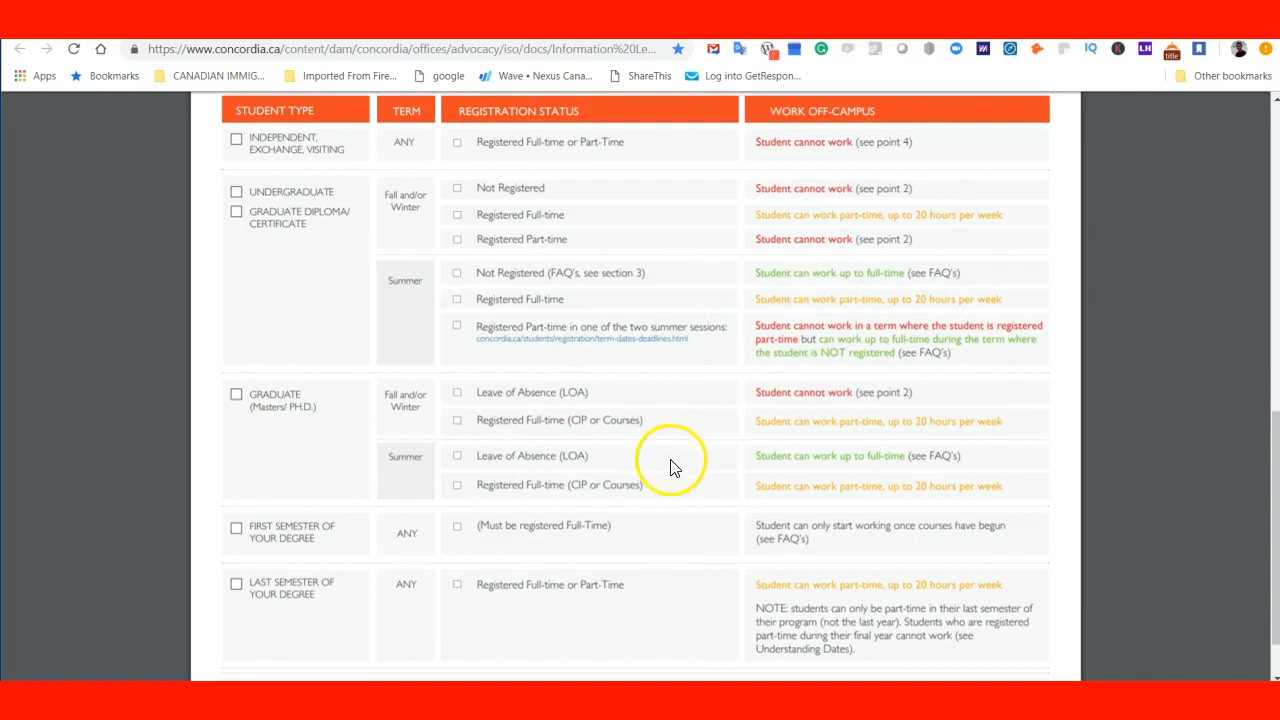 https://www.concordia.ca/content/dam/concordia/offices/advocacy/iso/docs/Information%20Le...
Apps
Bookmarks
CANADIAN IMMIG...
Imported From Fire...
google
Wave • Nexus Cana...
ShareThis
Log into GetRespon...
Other bookmarks
STUDENT TYPE
TERM
REGISTRATION STATUS
WORK OFF-CAMPUS
INDEPENDENT,
EXCHANGE, VISITING
ANY
Registered Full-time or Part-Time
Student cannot work (see point 4)
UNDERGRADUATE
GRADUATE DIPLOMA/
CERTIFICATE
Fall and/or
Winter
Not Registered
Student cannot work (see point 2)
Registered Full-time
Student can work part-time, up to 20 hours per week
Registered Part-time
Student cannot work (see point 2)
Summer
Not Registered (FAQ's, see section 3)
Student can work up to full-time (see FAQ's)
Registered Full-time
Student can work part-time, up to 20 hours per week
Registered Part-time in one of the two summer sessions:
concordia.ca/students/registration/term-dates-deadlines.html
Student cannot work in a term where the student is registered
part-time but can work up to full-time during the term where
the student is NOT registered (see FAQ's)
GRADUATE
(Masters/ PH.D.)
Fall and/or
Winter
Leave of Absence (LOA)
Student cannot work (see point 2)
Registered Full-time (CIP or Courses)
Student can work part-time, up to 20 hours per week
Summer
Leave of Absence (LOA)
Student can work up to full-time (see FAQ's)
Registered Full-time (CIP or Courses)
Student can work part-time, up to 20 hours per week
FIRST SEMESTER OF
YOUR DEGREE
ANY
(Must be registered Full-Time)
Student can only start working once courses have begun
(see FAQ's)
LAST SEMESTER OF
YOUR DEGREE
ANY
Registered Full-time or Part-Time
Student can work part-time, up to 20 hours per week
NOTE: students can only be part-time in their last semester of
their program (not the last year). Students who are registered
part-time during their final year cannot work (see
Understanding Dates).